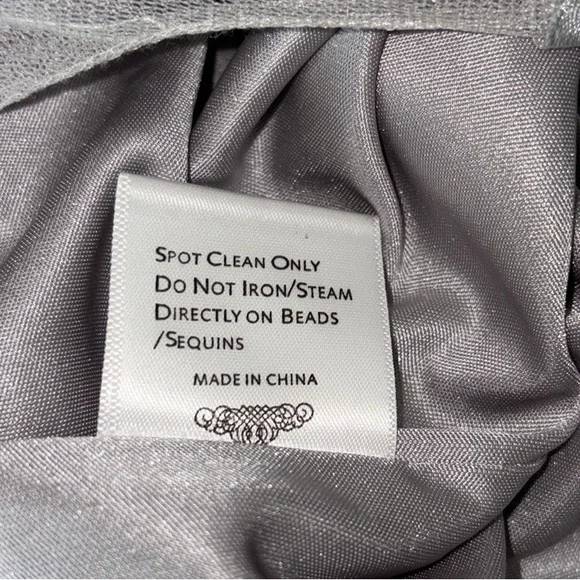 SPOT CLEAN ONLY
DO NOT IRON/STEAM
DIRECTLY ON BEADS
/SEQUINS
MADE IN CHINA